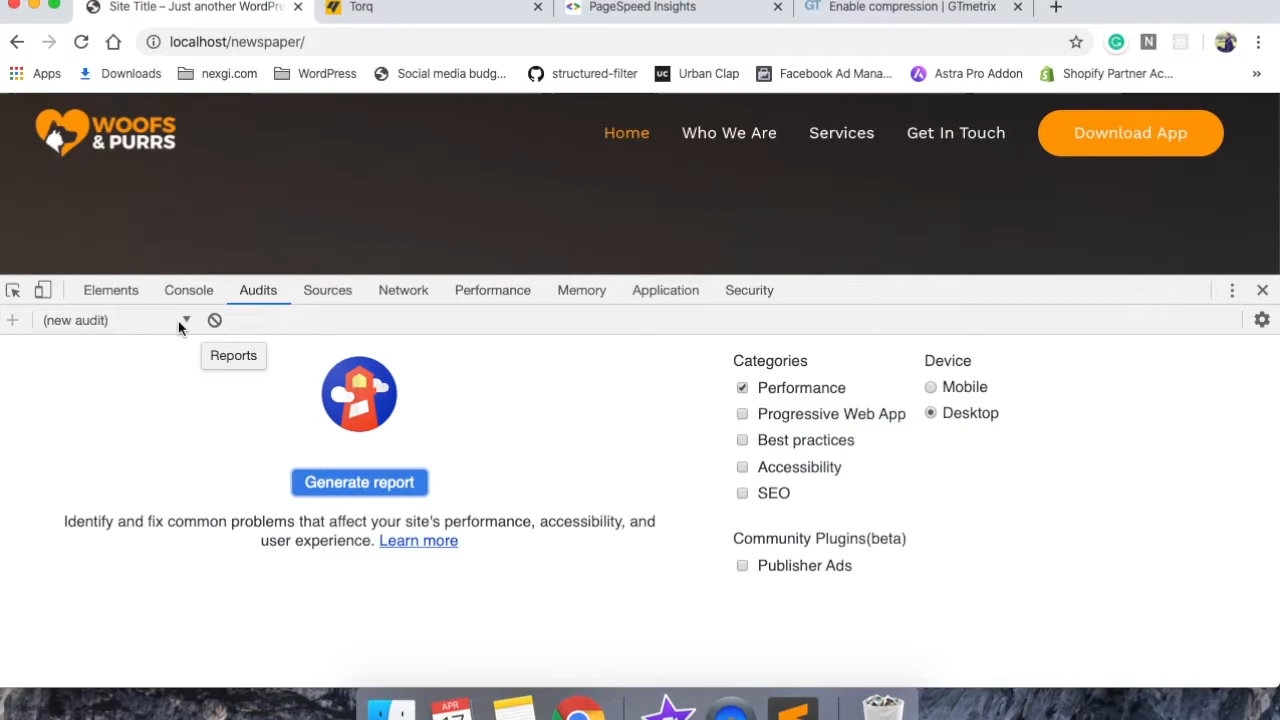 Site Title – Just another WordPre
Torq
PageSpeed Insights
GT Enable compression | GTmetrix
localhost/newspaper/
N
Apps
Downloads
nexgi.com
WordPress
Social media budg...
structured-filter
UC Urban Clap
Facebook Ad Mana...
Astra Pro Addon
Shopify Partner Ac...
»
WOOFS
& PURRS
Home
Who We Are
Services
Get In Touch
Download App
Elements
Console
Audits
Sources
Network
Performance
Memory
Application
Security
(new audit)
Reports
Generate report
Identify and fix common problems that affect your site's performance, accessibility, and
user experience. Learn more
Categories
Performance
Progressive Web App
Best practices
Accessibility
SEO
Community Plugins(beta)
Publisher Ads
Device
Mobile
Desktop
APR
17